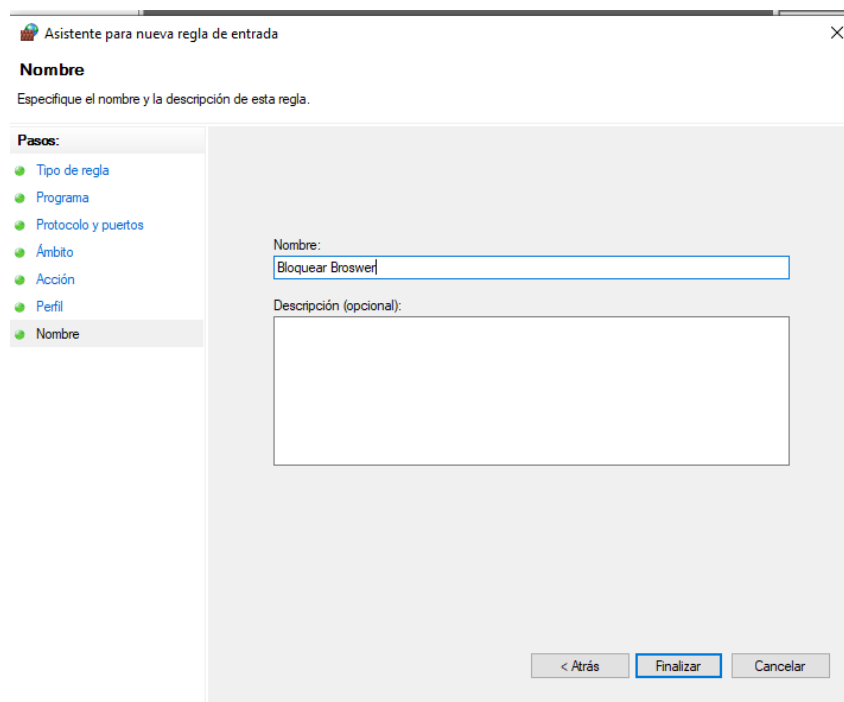 Asistente para nueva regla de entrada
Nombre
Especifique el nombre y la descripción de esta regla.
Pasos:
Tipo de regla
Programa
Protocolo y puertos
Ámbito
Acción
Perfil
Nombre
Nombre:
Bloquear Broswer
Descripción (opcional):
< Atrás
Finalizar
Cancelar